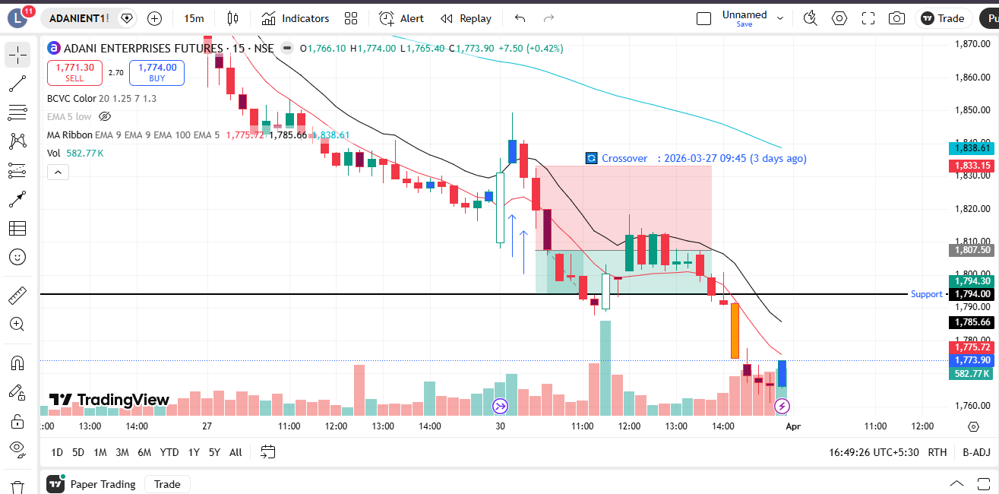 L 11 ADANIENT1! 15m Indicators Alert Replay Unnamed Save Trade Pu
ADANI ENTERPRISES FUTURES · 15 · NSE O1,766.10 H1,774.00 L1,765.40 C1,773.90 +7.50 (+0.42%)
1,771.30 SELL 2.70 1,774.00 BUY
BCVC Color 20 1.25 7 1.3
EMA 5 low
MA Ribbon EMA 9 EMA 9 EMA 100 EMA 5 1,775.72 1,785.66 1,838.61
Vol 582.77 K
Crossover : 2026-03-27 09:45 (3 days ago)
Support
1,870.00
1,860.00
1,850.00
1,840.00
1,838.61
1,833.15
1,830.00
1,820.00
1,810.00
1,807.50
1,800.00
1,794.30
1,794.00
1,790.00
1,785.66
1,780.00
1,775.72
1,773.90
582.77 K
1,760.00
TradingView
:00 13:00 14:00 27 11:00 12:00 13:00 14:00 30 11:00 12:00 13:00 14:00 Apr 11:00 12:00
1D 5D 1M 3M 6M YTD 1Y 5Y All 16:49:26 UTC+5:30 RTH B-ADJ
Paper Trading Trade